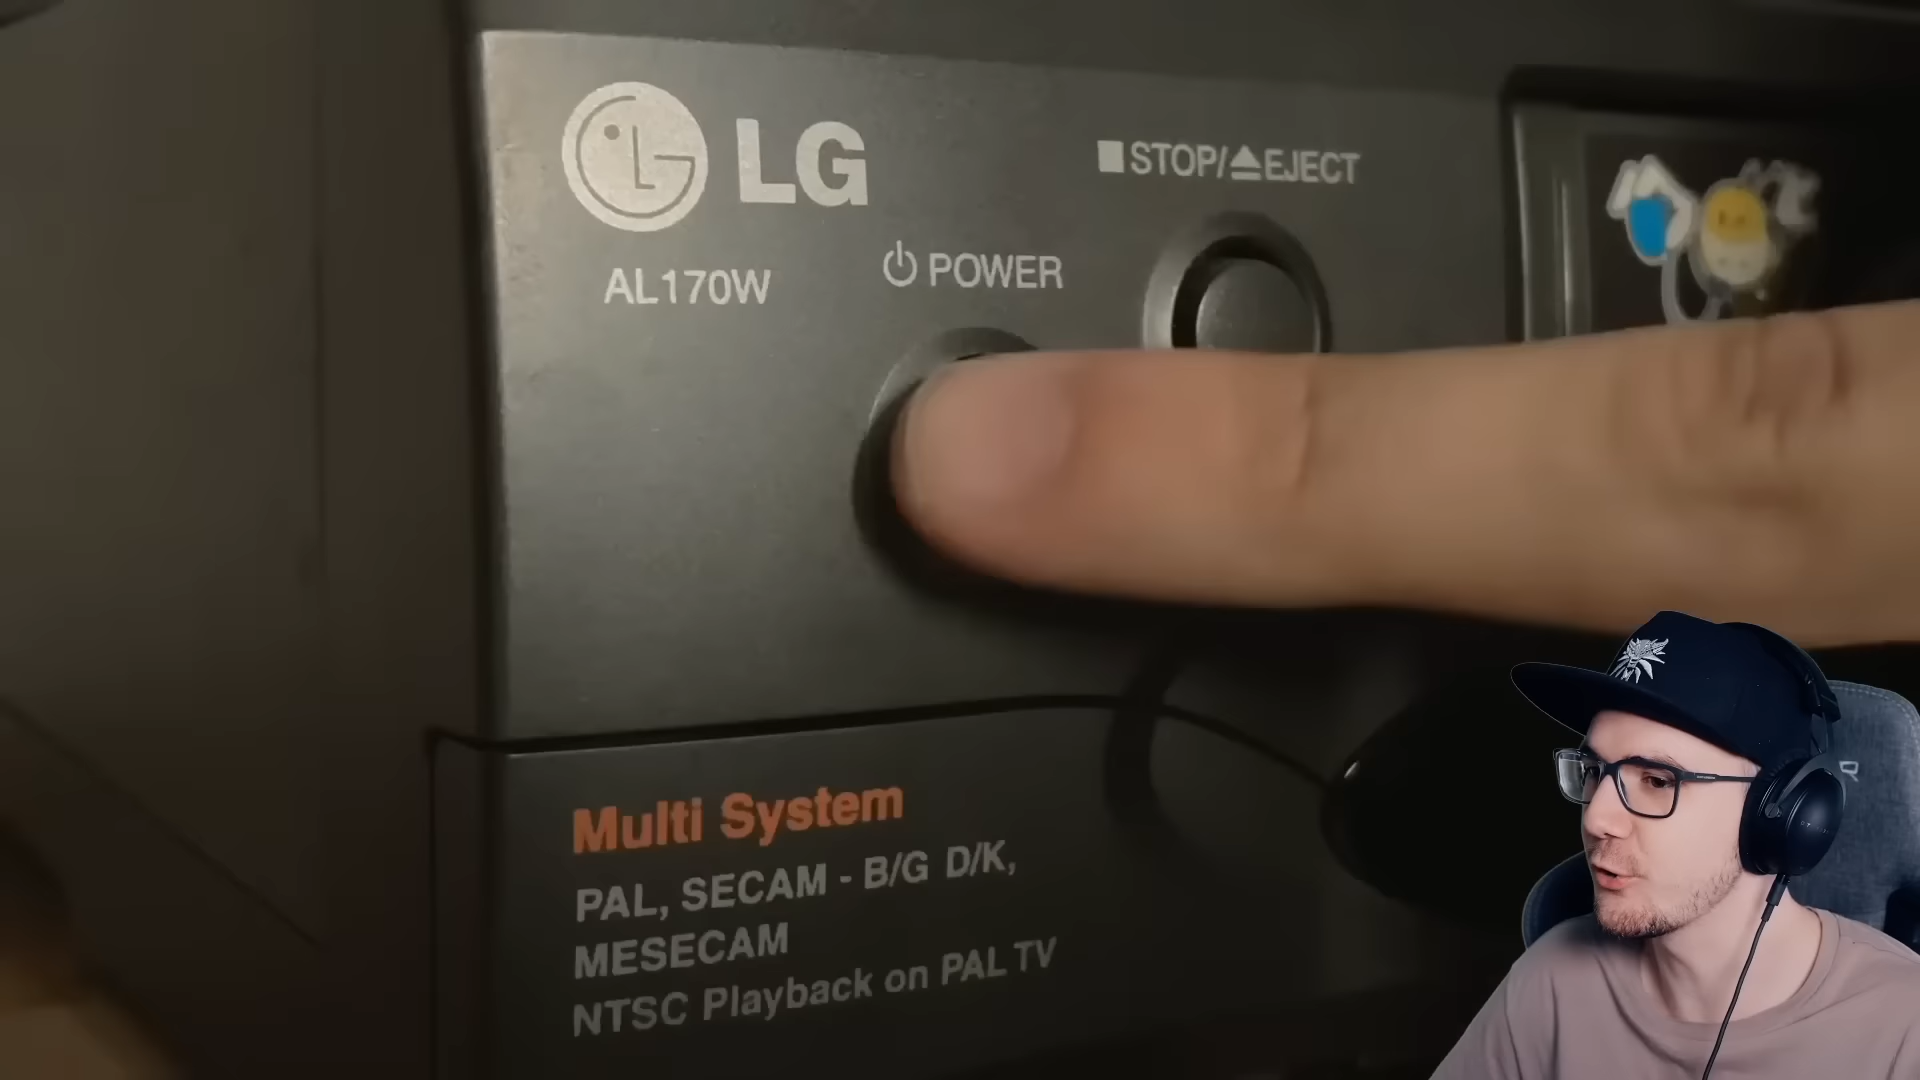 LG
AL170W
POWER
STOP/EJECT
Multi System
PAL, SECAM - B/G D/K,
MESECAM
NTSC Playback on PAL TV